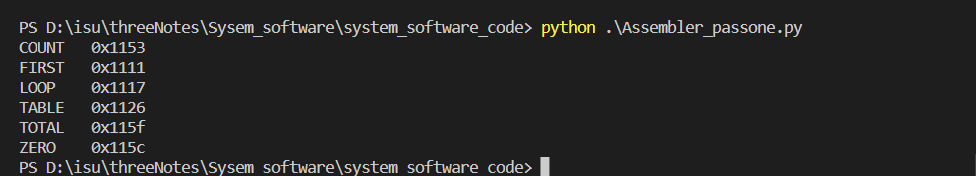 PS D:\isu\threeNotes\Sysem_software\system_software_code> python .\Assembler_passone.py
COUNT 0x1153
FIRST 0x1111
LOOP 0x1117
TABLE 0x1126
TOTAL 0x115f
ZERO 0x115c
PS D:\isu\threeNotes\Sysem_software\system_software_code>